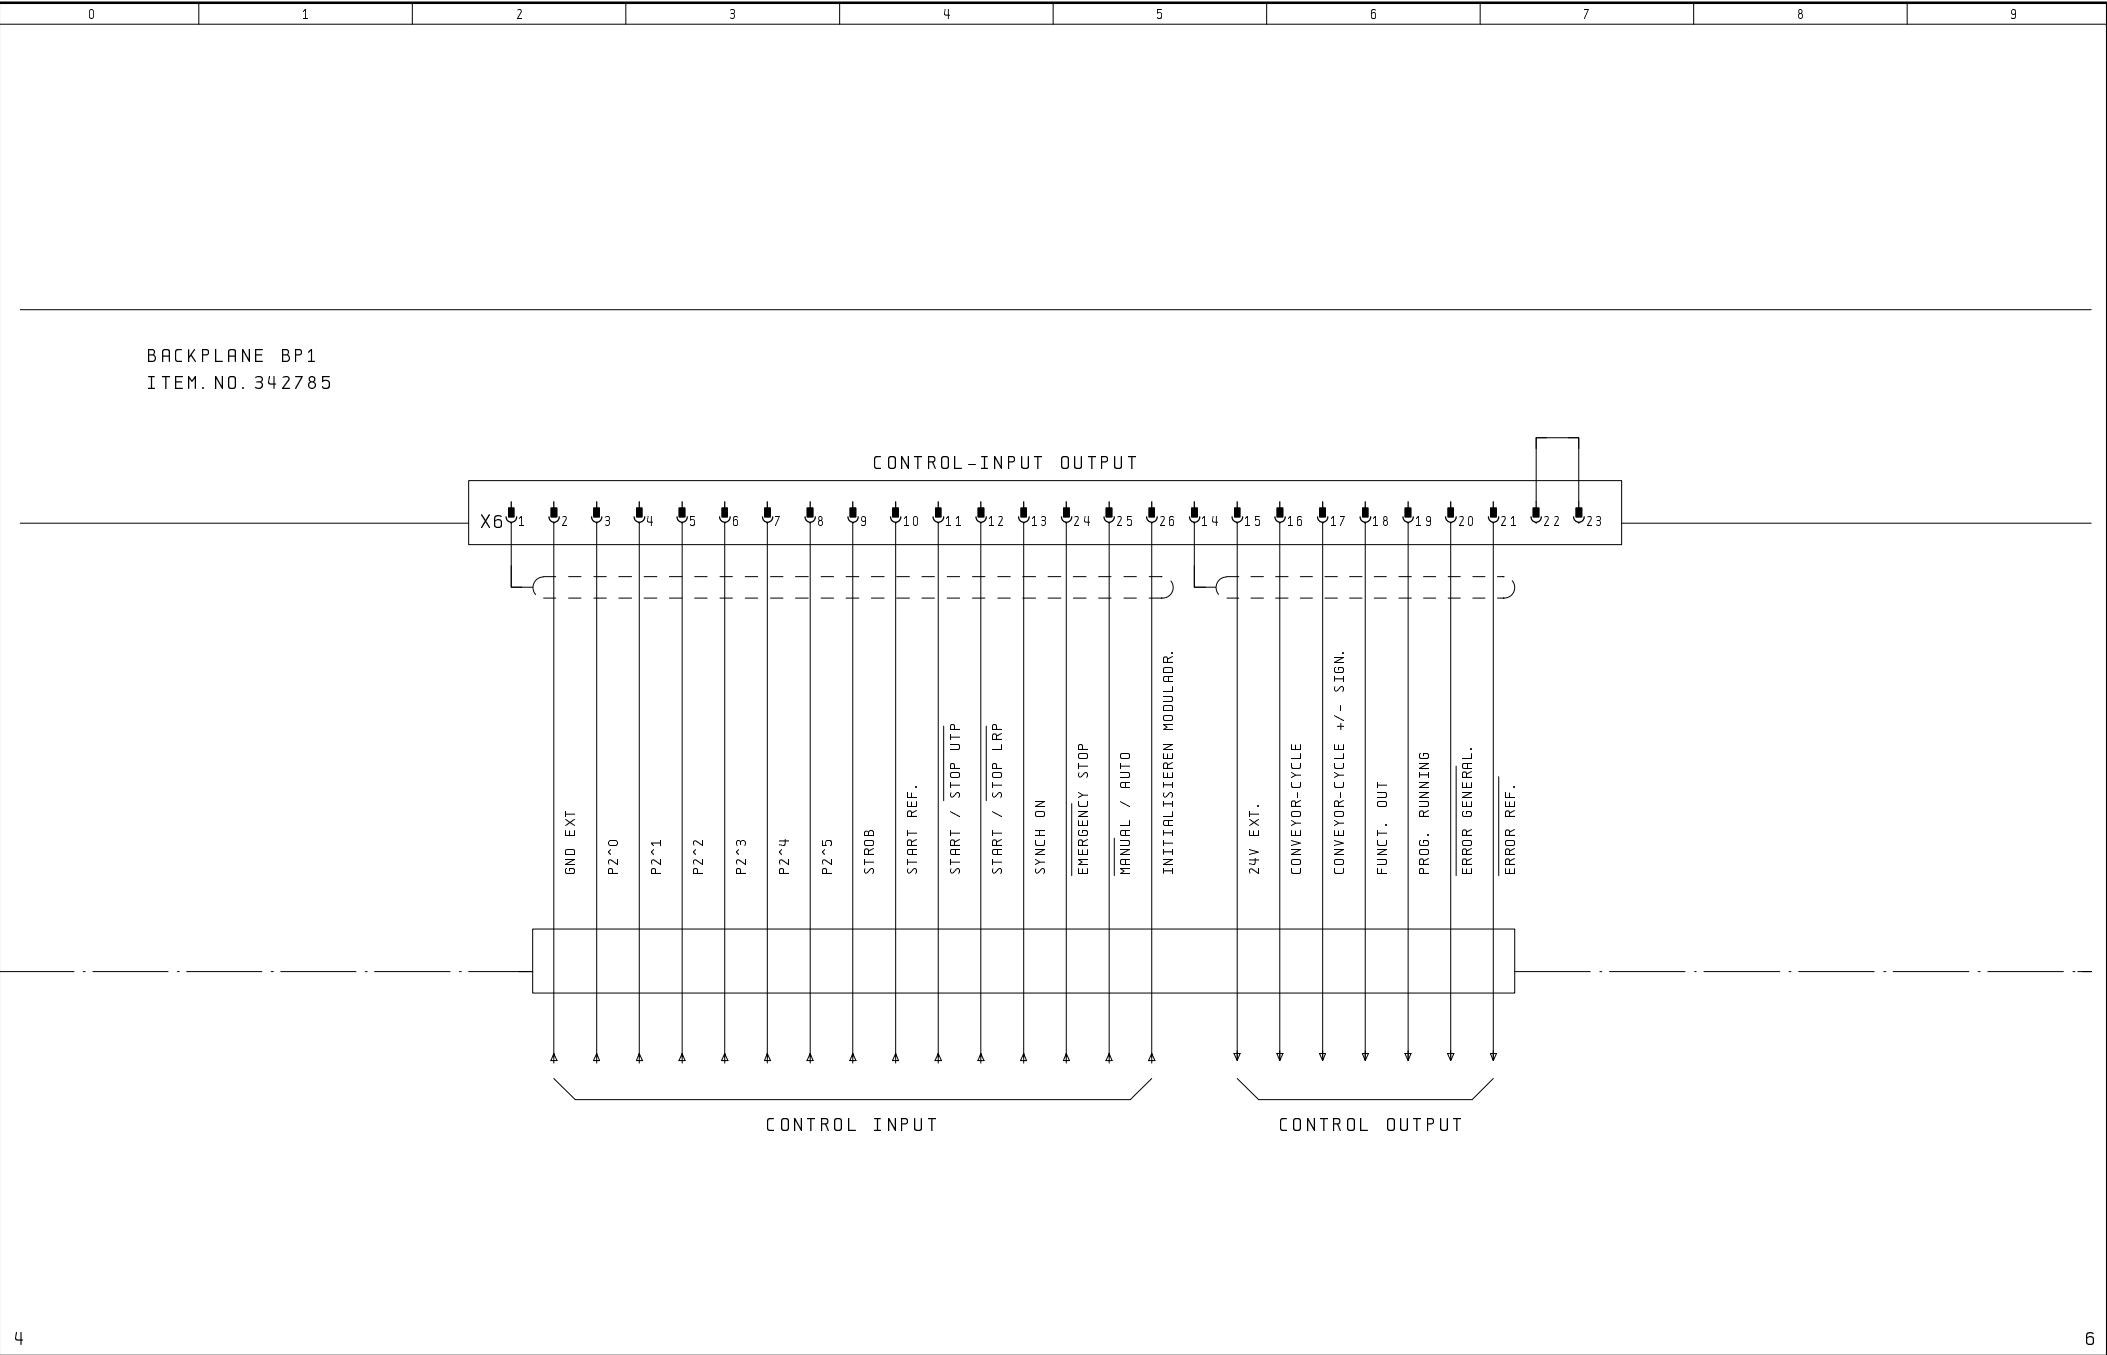 0 1 2 3 4 5 6 7 8 9
BACKPLANE BP1
ITEM.NO.342785
CONTROL-INPUT OUTPUT
X6 1 2 3 4 5 6 7 8 9 10 11 12 13 24 25 26 14 15 16 17 18 19 20 21 22 23
GND EXT
P2^0
P2^1
P2^2
P2^3
P2^4
P2^5
STROB
START REF.
START / STOP UTP
START / STOP LRP
SYNCH ON
EMERGENCY STOP
MANUAL / AUTO
INITIALISIEREN MODULADR.
24V EXT.
CONVEYOR-CYCLE
CONVEYOR-CYCLE +/- SIGN.
FUNCT. OUT
PROG. RUNNING
ERROR GENERAL.
ERROR REF.
CONTROL INPUT
CONTROL OUTPUT
4
6